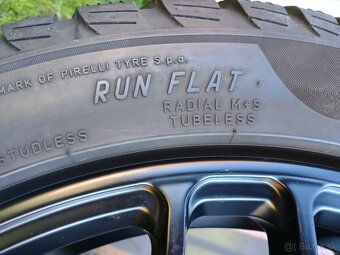 MARK OF PIRELLI TYRE S.p.A.
RUN FLAT
RADIAL M+S
TUBELESS
STUDLESS